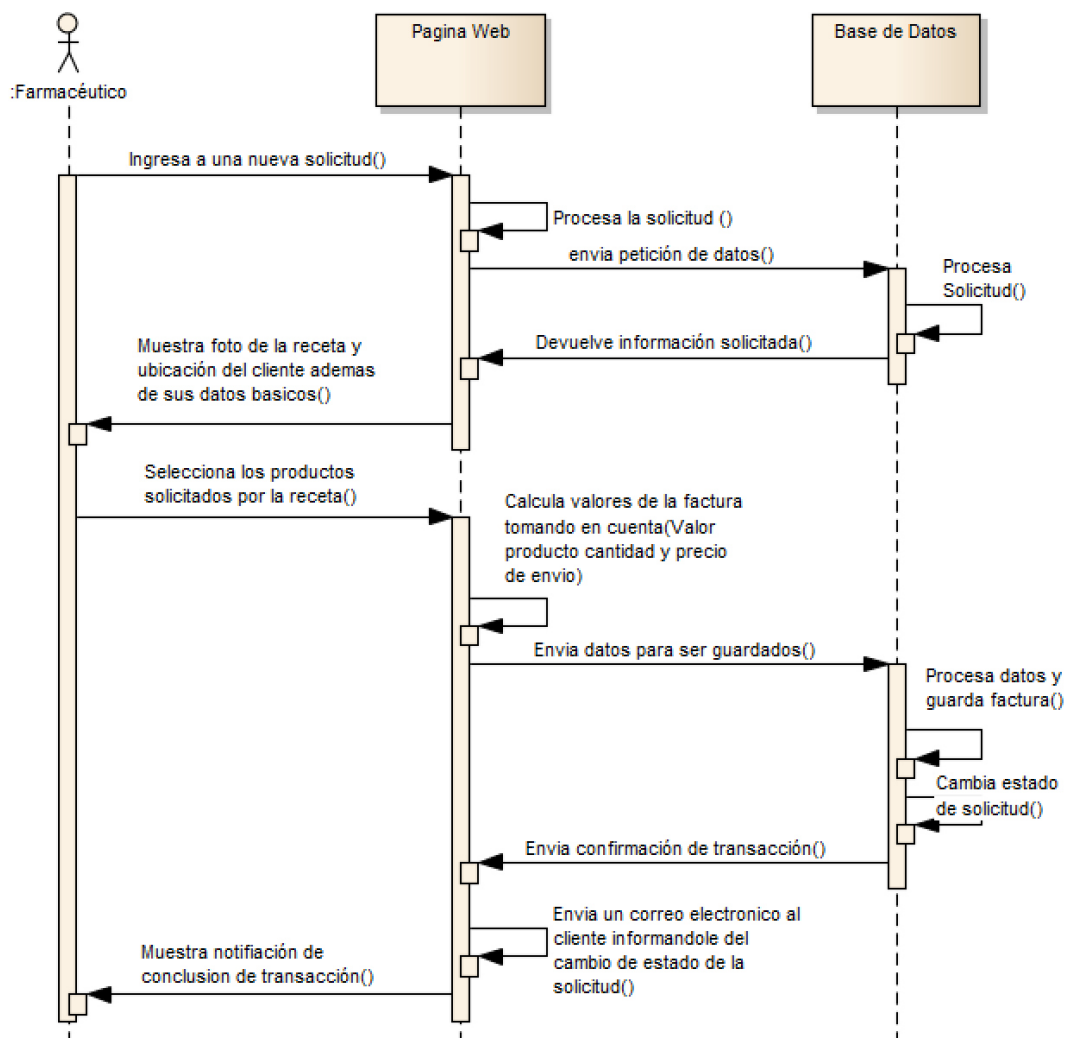 Pagina Web
Base de Datos
:Farmacéutico
Ingresa a una nueva solicitud()
Procesa la solicitud ()
envia petición de datos()
Procesa
Solicitud()
Devuelve información solicitada()
Muestra foto de la receta y
ubicación del cliente ademas
de sus datos basicos()
Selecciona los productos
solicitados por la receta()
Calcula valores de la factura
tomando en cuenta(Valor
producto cantidad y precio
de envio)
Envia datos para ser guardados()
Procesa datos y
guarda factura()
Cambia estado
de solicitud()
Envia confirmación de transacción()
Envia un correo electronico al
cliente informandole del
cambio de estado de la
solicitud()
Muestra notifiación de
conclusion de transacción()